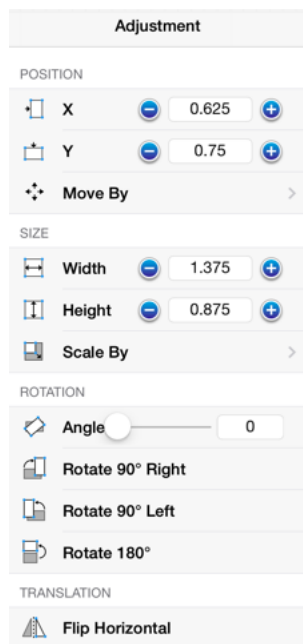 Adjustment
POSITION
X 0.625
Y 0.75
Move By
SIZE
Width 1.375
Height 0.875
Scale By
ROTATION
Angle 0
Rotate 90° Right
Rotate 90° Left
Rotate 180°
TRANSLATION
Flip Horizontal